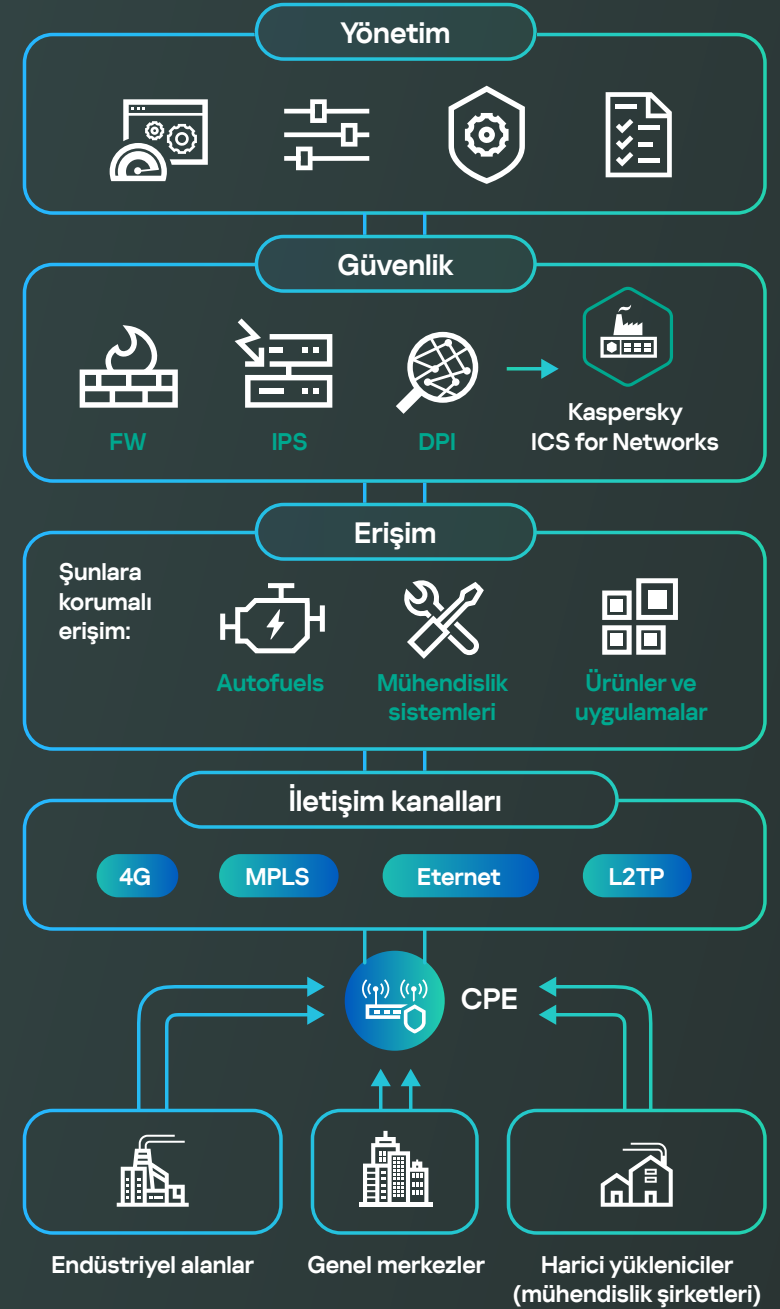 Yönetim
Güvenlik
FW
IPS
DPI
Kaspersky
ICS for Networks
Erişim
Şunlara
korumalı
erişim:
Autofuels
Mühendislik
sistemleri
Ürünler ve
uygulamalar
İletişim kanalları
4G
MPLS
Eternet
L2TP
CPE
Endüstriyel alanlar
Genel merkezler
Harici yükleniciler
(mühendislik şirketleri)